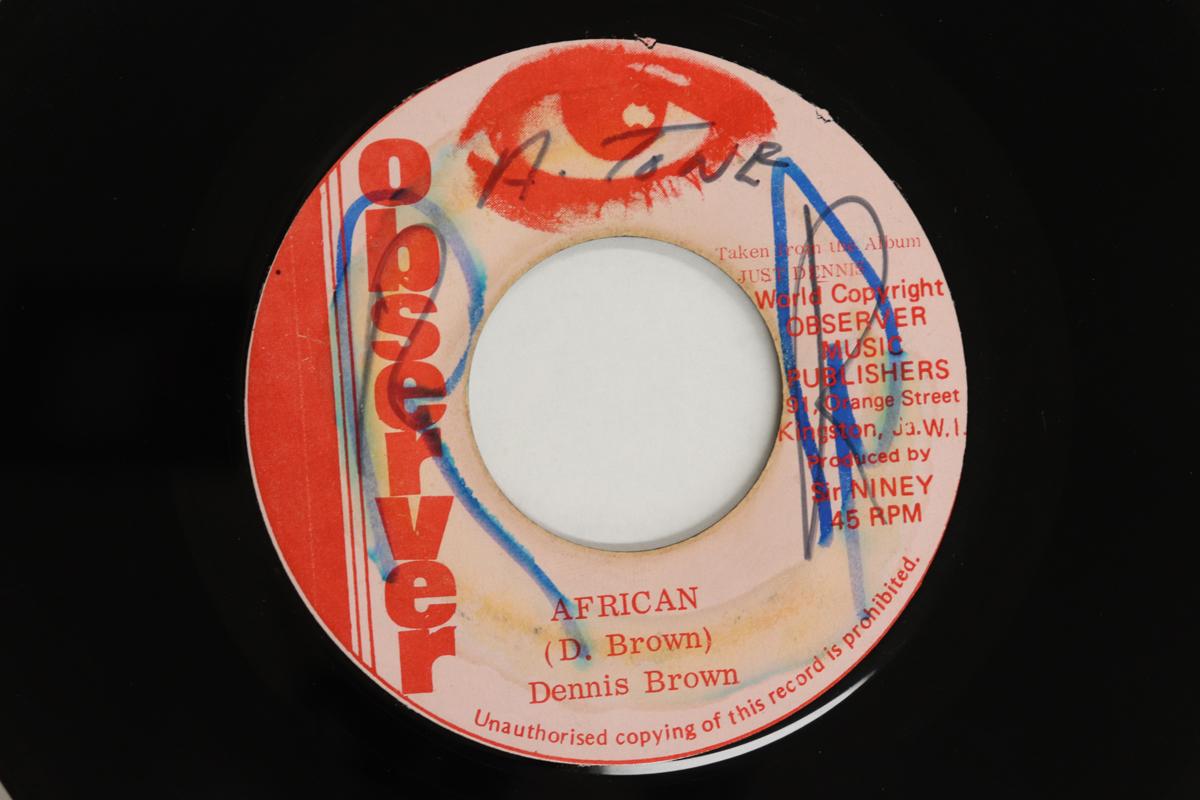 observer
A. Tone
R
P
Taken from the Album
JUST DENNIS
World Copyright
OBSERVER
MUSIC
PUBLISHERS
91, Orange Street
Kingston, Ja.W.I.
Produced by
Sir NINEY
45 RPM
AFRICAN
(D. Brown)
Dennis Brown
Unauthorised copying of this record is prohibited.